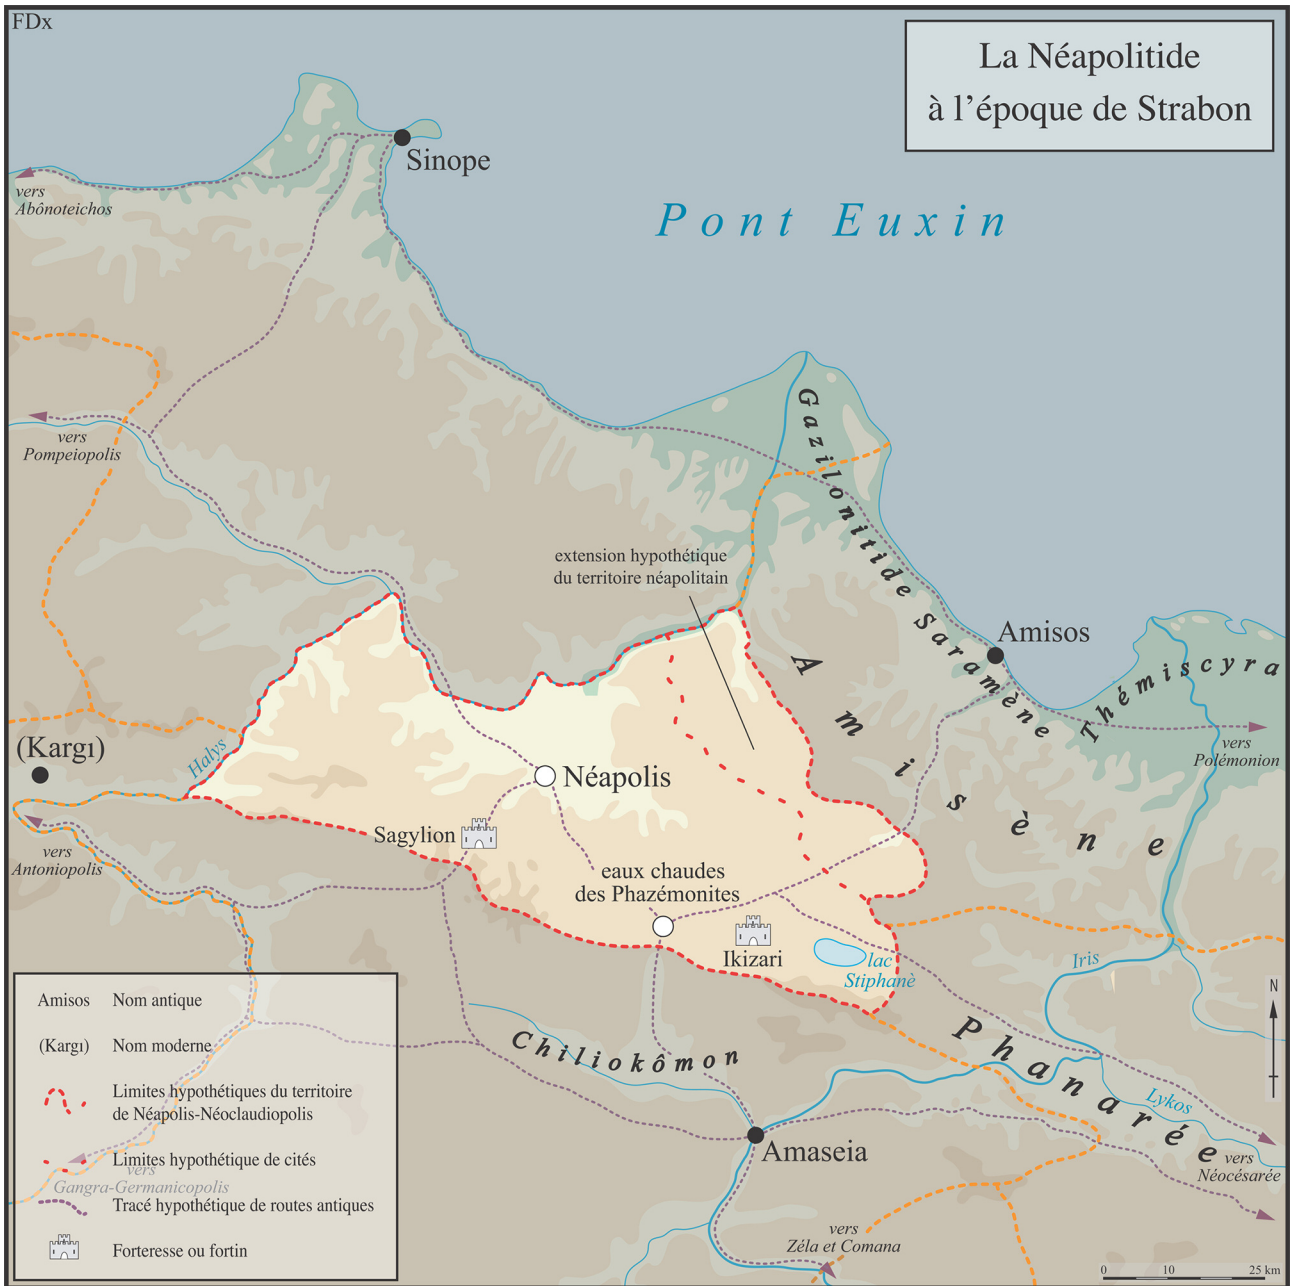 FDx
La Néapolitide
à l’époque de Strabon
Sinope
vers
Abônoteichos
Pont Euxin
vers
Pompeiopolis
Gazilonitide
extension hypothétique
du territoire néapolitain
Saramène
Amisos
Thémiscyra
Amisène
vers
Polémonion
(Kargı)
Halys
Néapolis
Sagylion
vers
Antoniopolis
eaux chaudes
des Phazémonites
Ikizari
lac
Stiphanè
Iris
N
Chiliokômon
Phanarée
Lykos
Amaseia
vers
Néocésarée
vers
Zéla et Comana
Amisos Nom antique
(Kargı) Nom moderne
Limites hypothétiques du territoire
de Néapolis-Néoclaudiopolis
Limites hypothétique de cités
vers
Gangra-Germanicopolis
Tracé hypothétique de routes antiques
Forteresse ou fortin
0 10 25 km